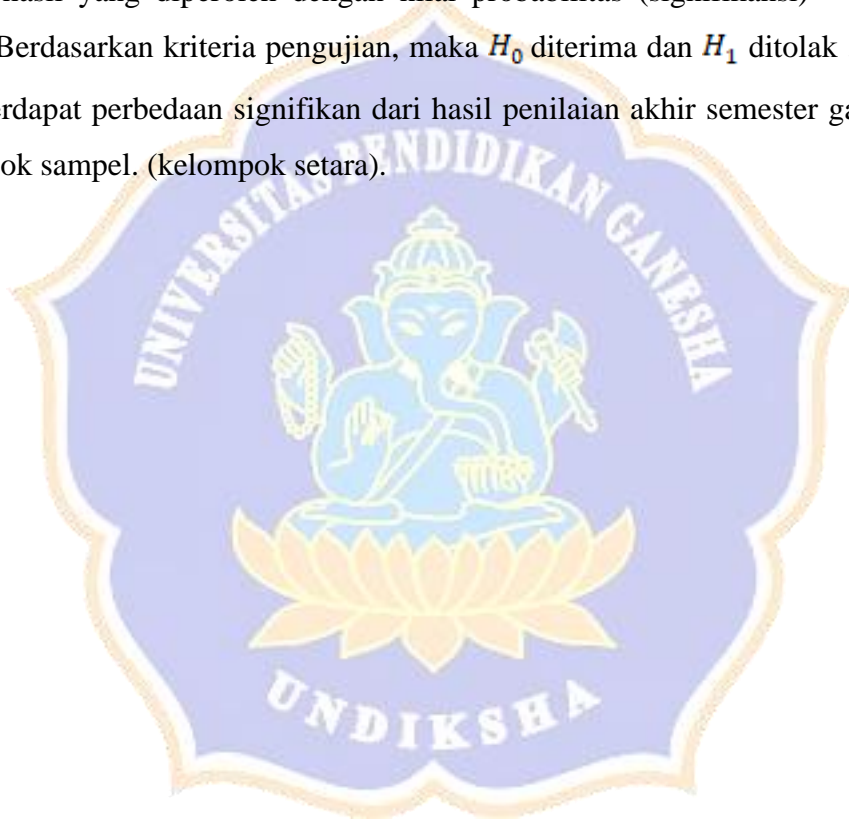 hasil yang diperoleh dengan nilai probabilitas (signifikansi)
Berdasarkan kriteria pengujian, maka H₀ diterima dan H₁ ditolak
erdapat perbedaan signifikan dari hasil penilaian akhir semester ga
ok sampel. (kelompok setara).
UNIVERSITAS PENDIDIKAN GANESHA
UNDIKSHA